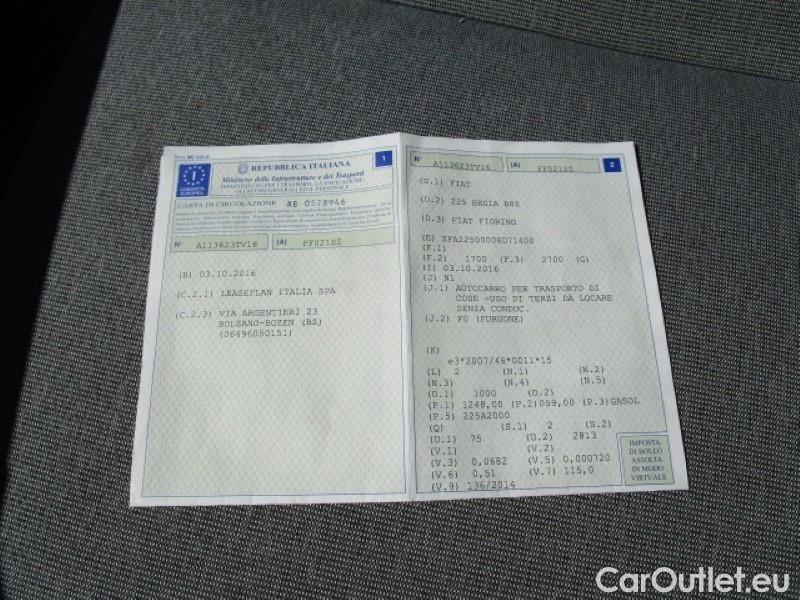 1
REPUBBLICA ITALIANA
Ministero delle Infrastrutture e dei Trasporti
COMUNITÀ
EUROPEA
I
CARTA DI CIRCOLAZIONE AB 0578946
N° A113623TV16 (A) FF021SZ
(B) 03.10.2016
(C.2.1) LEASEPLAN ITALIA SPA
(C.2.3) VIA ARGENTIERI 23
BOLZANO-BOZEN (BZ)
(06496050151)
2
N° A113623TV16 (A) FF021SZ
(D.1) FIAT
(D.2) 225 BXG1A B8Z
(D.3) FIAT FIORINO
(E) ZFA22500006D71400
(F.1)
(F.2) 1700 (F.3) 2700 (G)
(I) 03.10.2016
(J) N1
(J.1) AUTOCARRO PER TRASPORTO DI
COSE -USO DI TERZI DA LOCARE
SENZA CONDUC.
(J.2) F0 (FURGONE)
(K)
e3*2007/46*0011*15
(L) 2 (N.1) (N.2)
(N.3) (N.4) (N.5)
(O.1) 1000 (O.2)
(P.1) 1248,00 (P.2)059,00 (P.3)GASOL
(P.5) 225A2000
(Q) (S.1) 2 (S.2)
(U.1) 75 (U.2) 2813
(V.1) (V.2)
(V.3) 0,0682 (V.5) 0,000720
(V.6) 0,51 (V.7) 115,0
(V.9) 136/2014
IMPOSTA
DI BOLLO
ASSOLTA
IN MODO
VIRTUALE
CarOutlet.eu